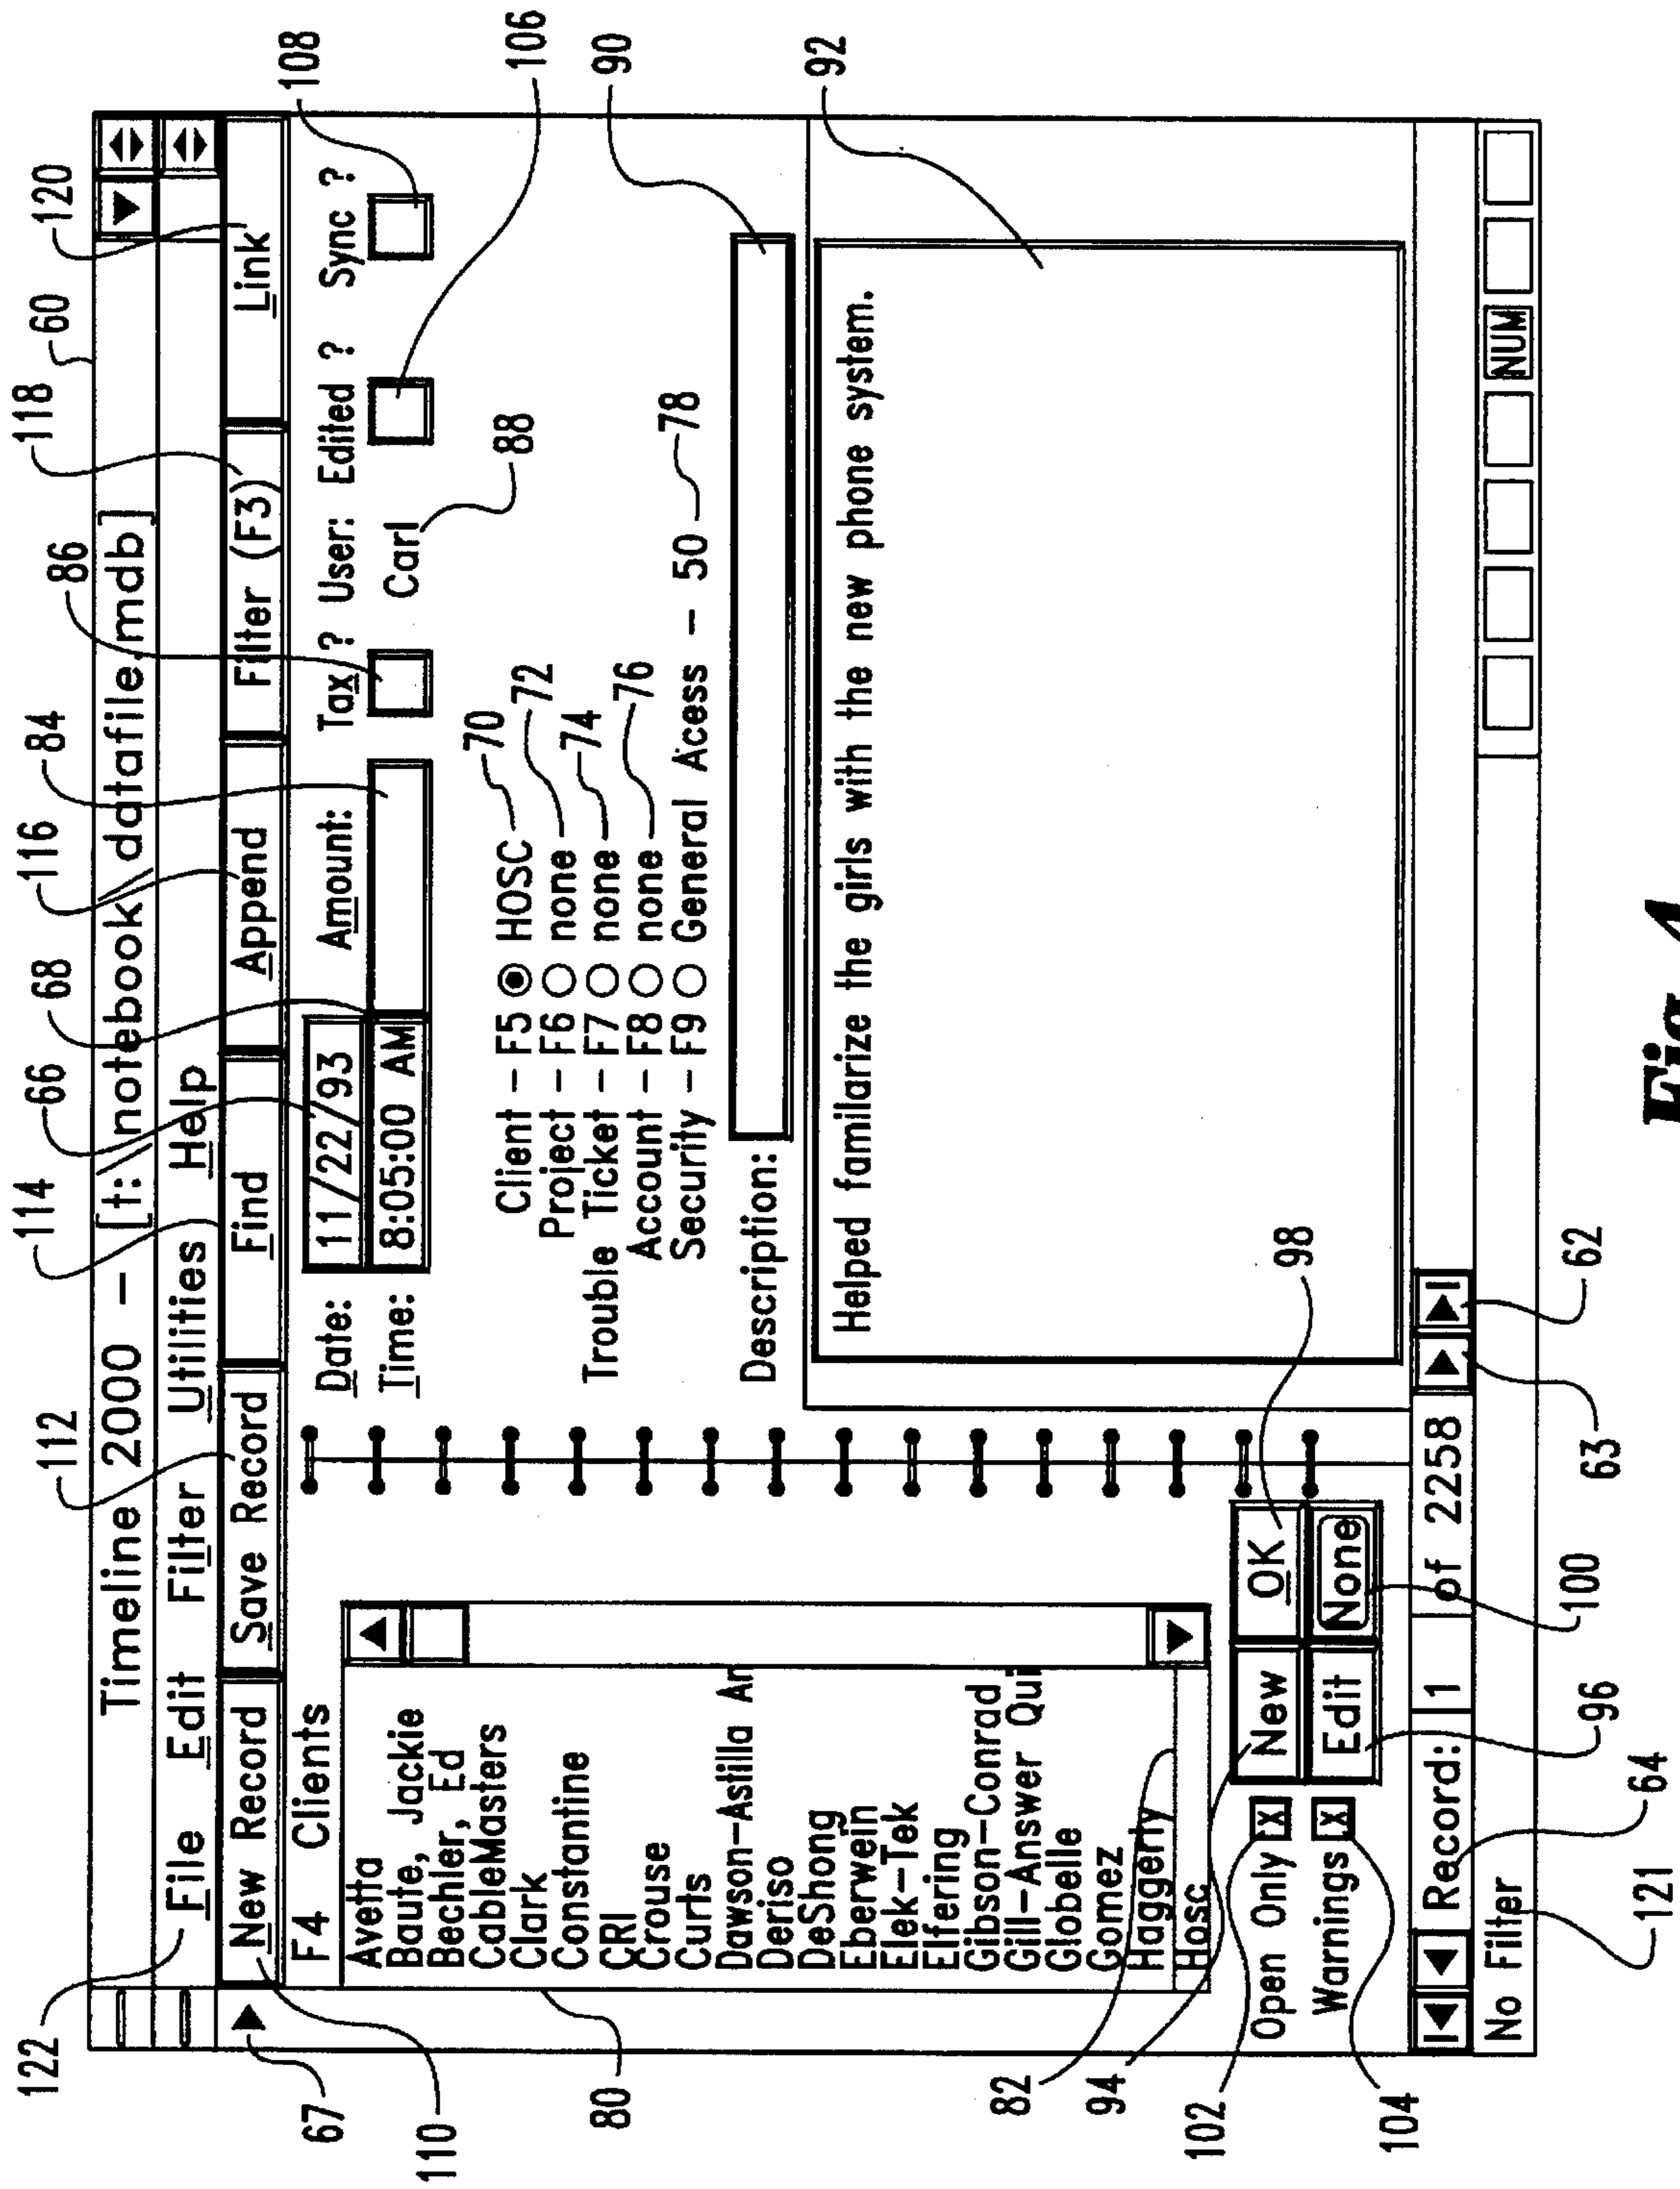 118
120
112
114
66
68
116
84
86
60
122
Timeline 2000 - [t: notebook datafile.mdb]
File Edit Filter Utilities Help
New Record Save Record Find Append Filter (F3) Link
67
110
108
106
F4 Clients
Avetta
Baute, Jackie
Bechler, Ed
CableMasters
Clark
Constantine
CRI
Crouse
Curts
Dawson-Astilla An
Deriso
DeShong
Eberwein
Elek-Tek
Elfering
Gibson-Conrad
Gill-Answer Qui
Globelle
Gomez
Haggerty
Hosc
80
82
94
102
104
Open Only X
Warnings X
New OK
Edit None
98
100
96
Date: 11/22/93 Amount: Tax? User: Edited ? Sync ?
Time: 8:05:00 AM Carl
88
Client - F5 HOSC 70
Project - F6 none 72
Trouble Ticket - F7 none 74
Account - F8 none 76
Security - F9 General Acess - 50 78
Description:
90
Helped familarize the girls with the new phone system.
92
Record: 1 of 2258
64
63
62
No Filter NUM
121
Fig. 4